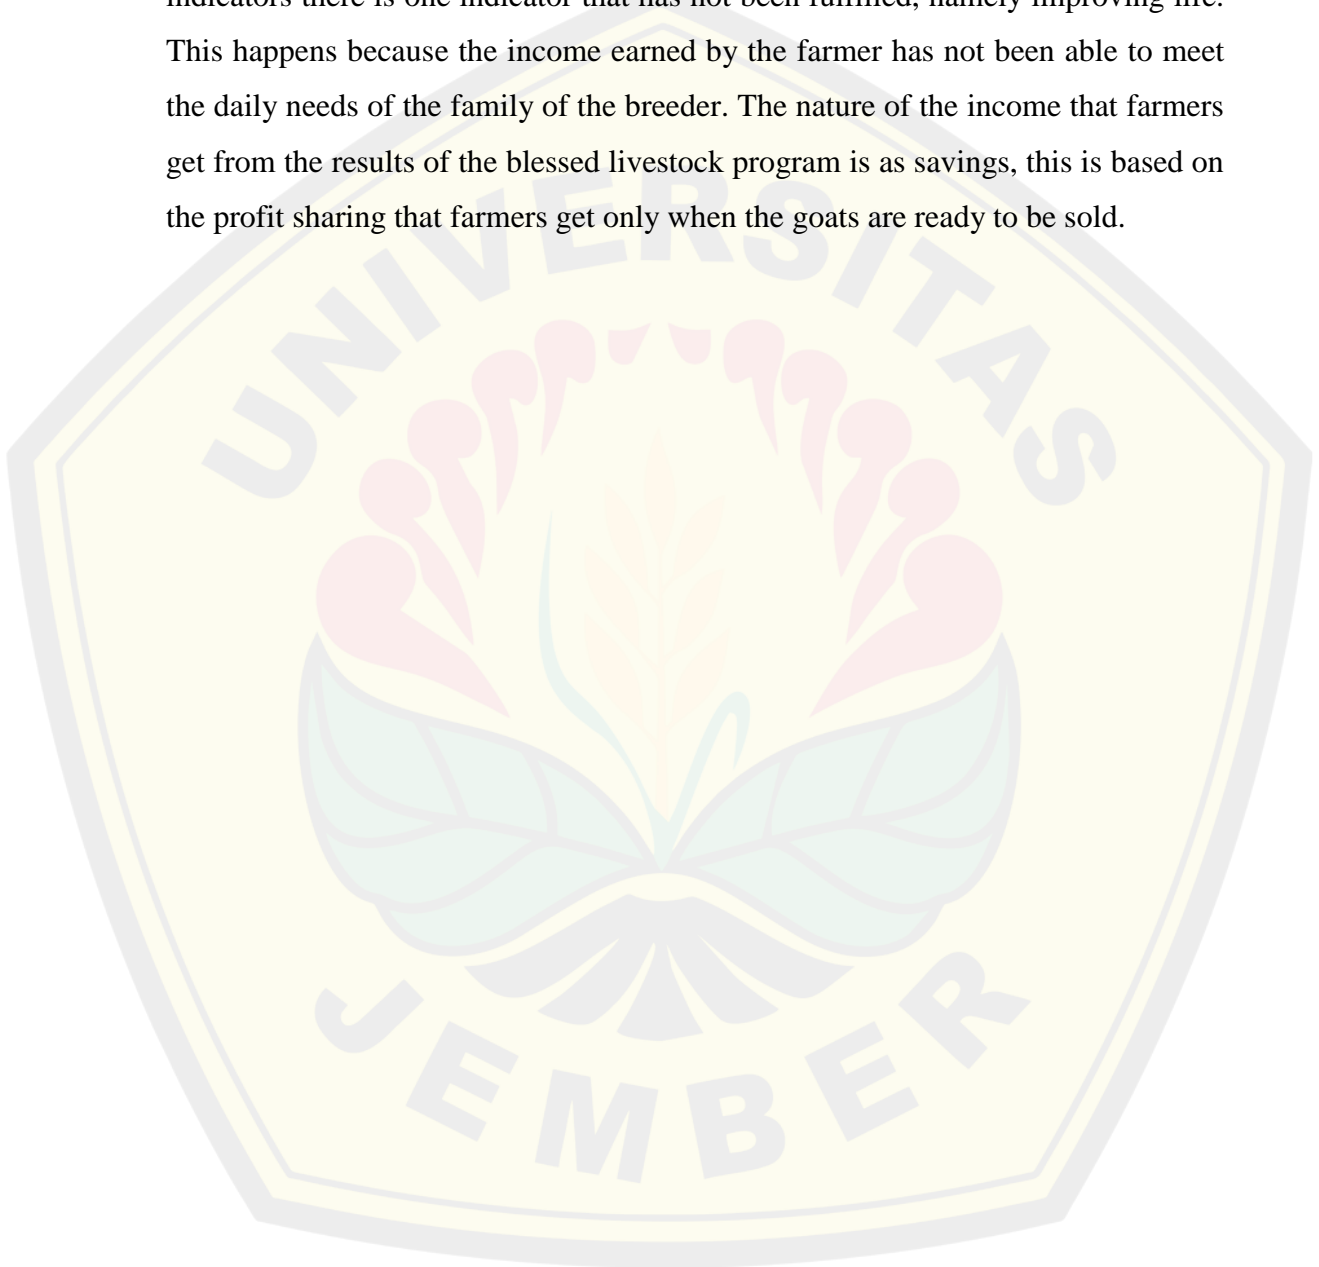 indicators there is one indicator that has not been fulfilled, namely improving life.
This happens because the income earned by the farmer has not been able to meet
the daily needs of the family of the breeder. The nature of the income that farmers
get from the results of the blessed livestock program is as savings, this is based on
the profit sharing that farmers get only when the goats are ready to be sold.
UNIVERSITAS
JEMBER